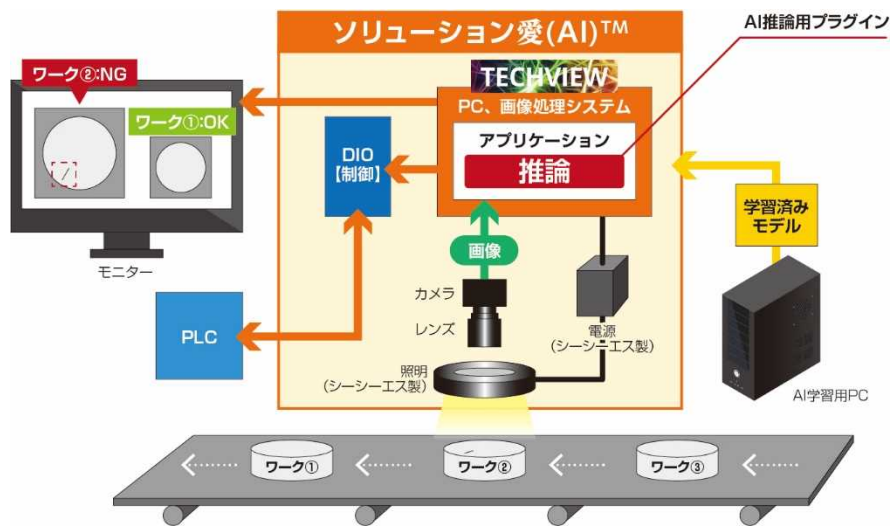 ソリューション愛(AI)™
AI推論用プラグイン
TECHVIEW
PC、画像処理システム
アプリケーション
推論
ワーク②:NG
ワーク①:OK
DIO
【制御】
学習済み
モデル
モニター
画像
カメラ
レンズ
電源
(シーシーエス製)
PLC
照明
(シーシーエス製)
AI学習用PC
ワーク①
ワーク②
ワーク③